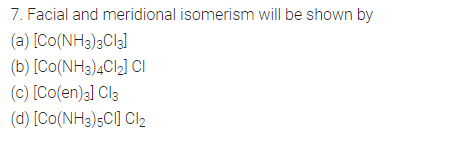 7. Facial and meridional isomerism will be shown by
(a) [Co(NH3)3Cl3]
(b) [Co(NH3)4Cl2] Cl
(c) [Co(en)3] Cl3
(d) [Co(NH3)5Cl] Cl2